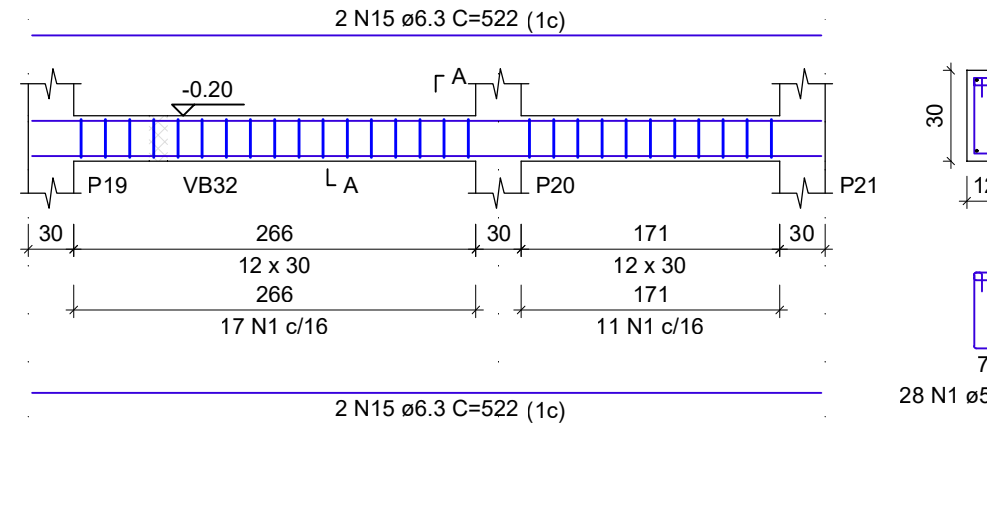 2 N15 ø6.3 C=522 (1c)
A
-0.20
30
P19 VB32 A P20 P21
12
30 266 30 171 30
12 x 30 12 x 30
266 171
17 N1 c/16 11 N1 c/16
7
28 N1 ø5
2 N15 ø6.3 C=522 (1c)